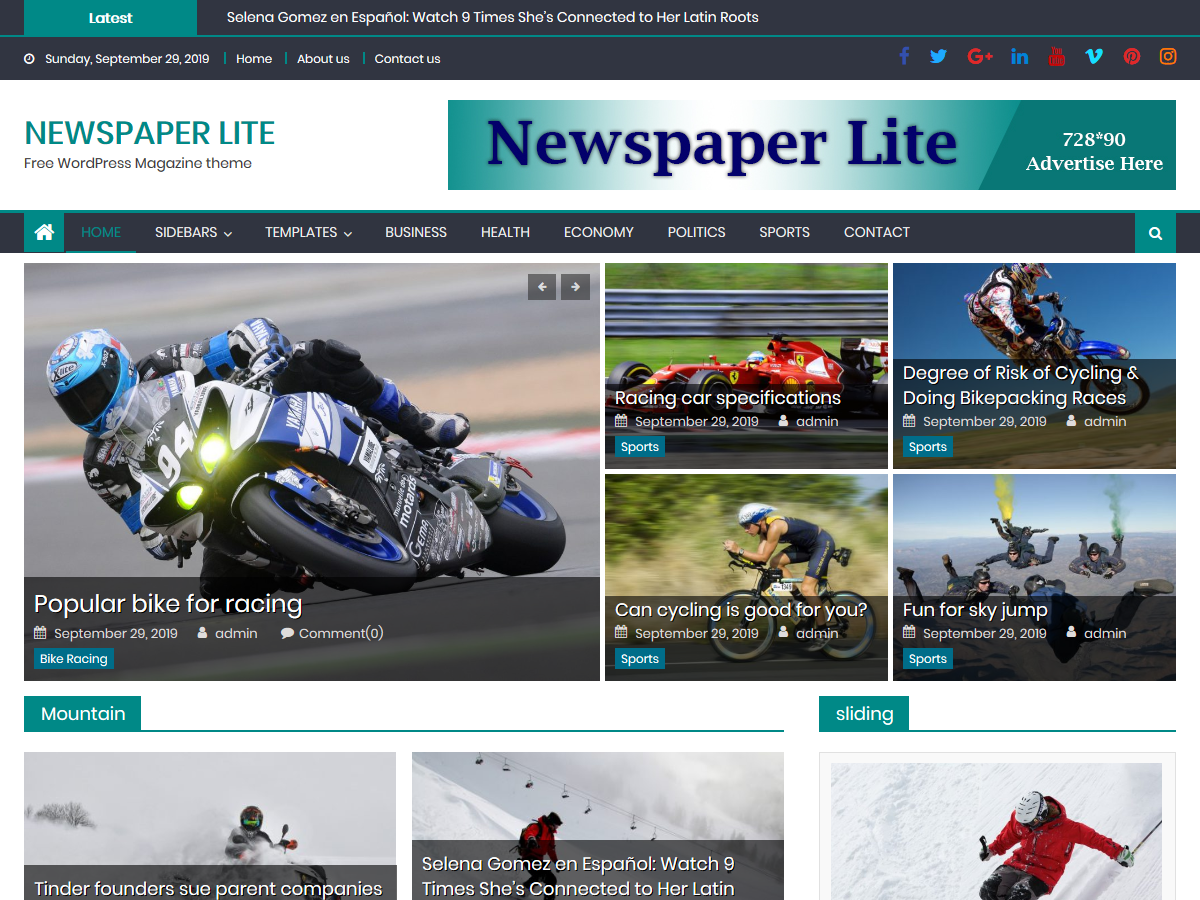 Latest
Selena Gomez en Español: Watch 9 Times She's Connected to Her Latin Roots
Sunday, September 29, 2019
Home
About us
Contact us
NEWSPAPER LITE
Free WordPress Magazine theme
Newspaper Lite
728*90
Advertise Here
HOME
SIDEBARS
TEMPLATES
BUSINESS
HEALTH
ECONOMY
POLITICS
SPORTS
CONTACT
94
YAMAHA
motards
Popular bike for racing
September 29, 2019 admin Comment(0)
Bike Racing
Racing car specifications
September 29, 2019 admin
Sports
Degree of Risk of Cycling &
Doing Bikepacking Races
September 29, 2019 admin
Sports
Can cycling is good for you?
September 29, 2019 admin
Sports
Fun for sky jump
September 29, 2019 admin
Sports
Mountain
sliding
Tinder founders sue parent companies
Selena Gomez en Español: Watch 9
Times She's Connected to Her Latin